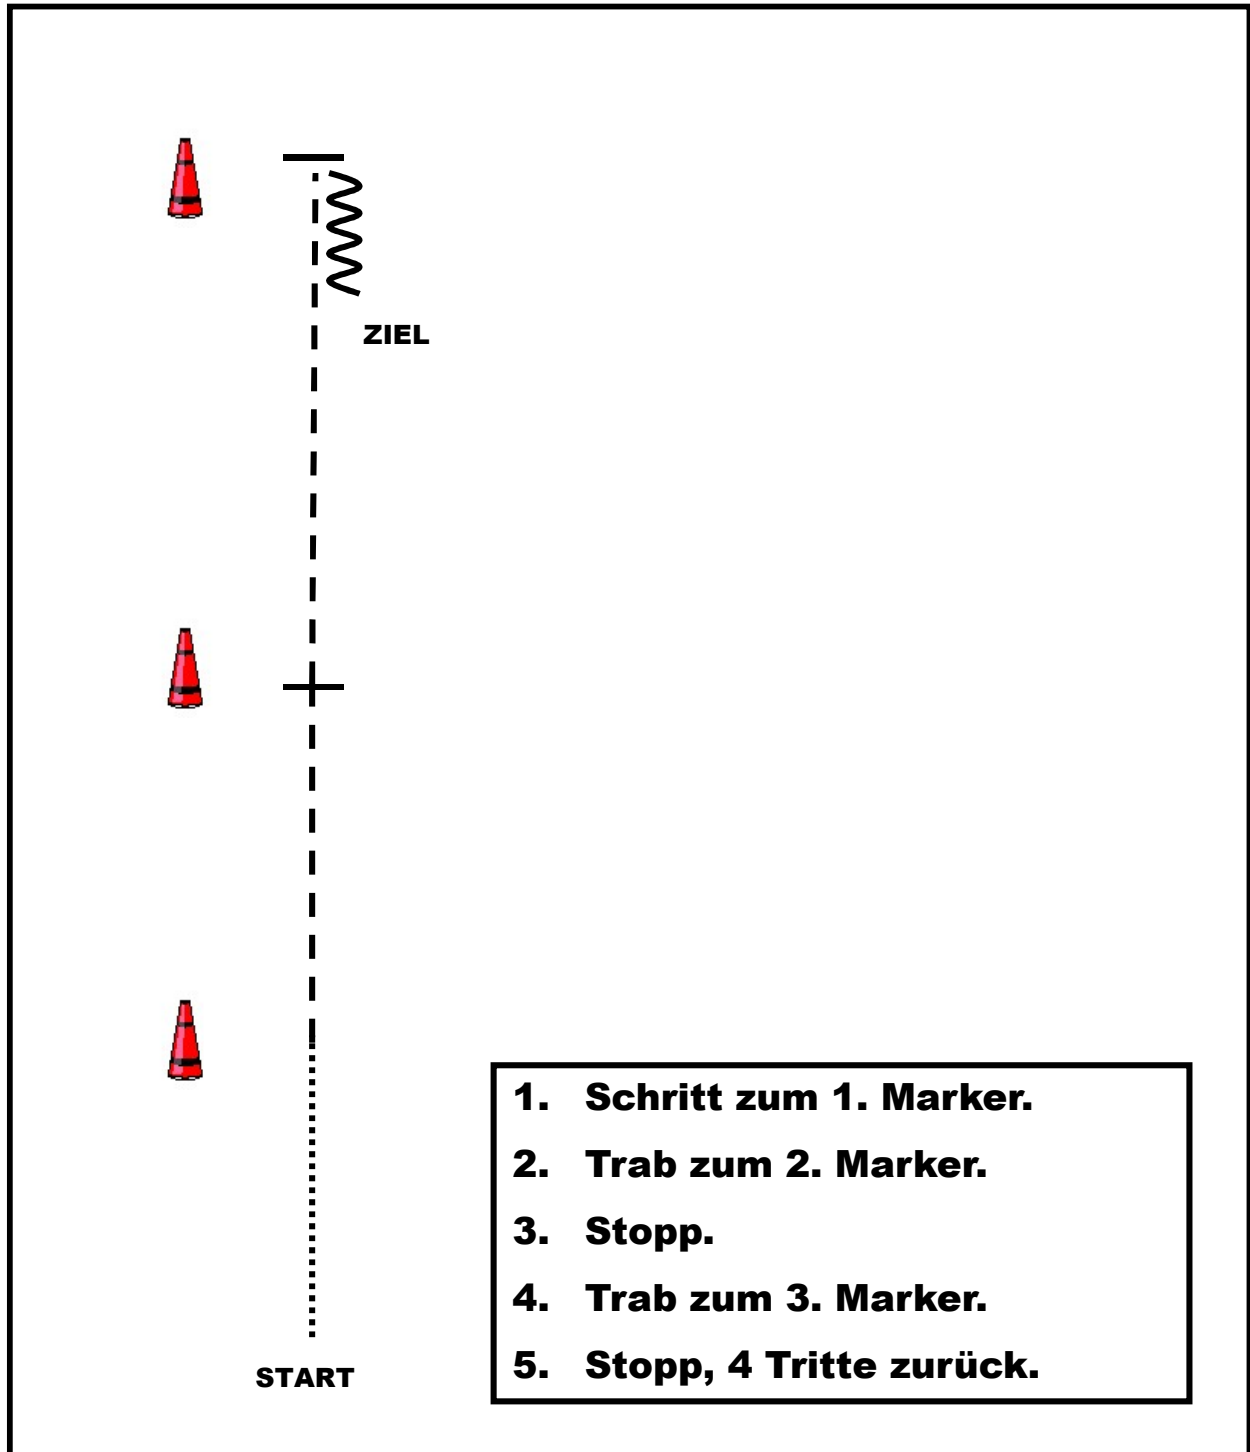 ZIEL
1. Schritt zum 1. Marker.
2. Trab zum 2. Marker.
3. Stopp.
4. Trab zum 3. Marker.
5. Stopp, 4 Tritte zurück.
START